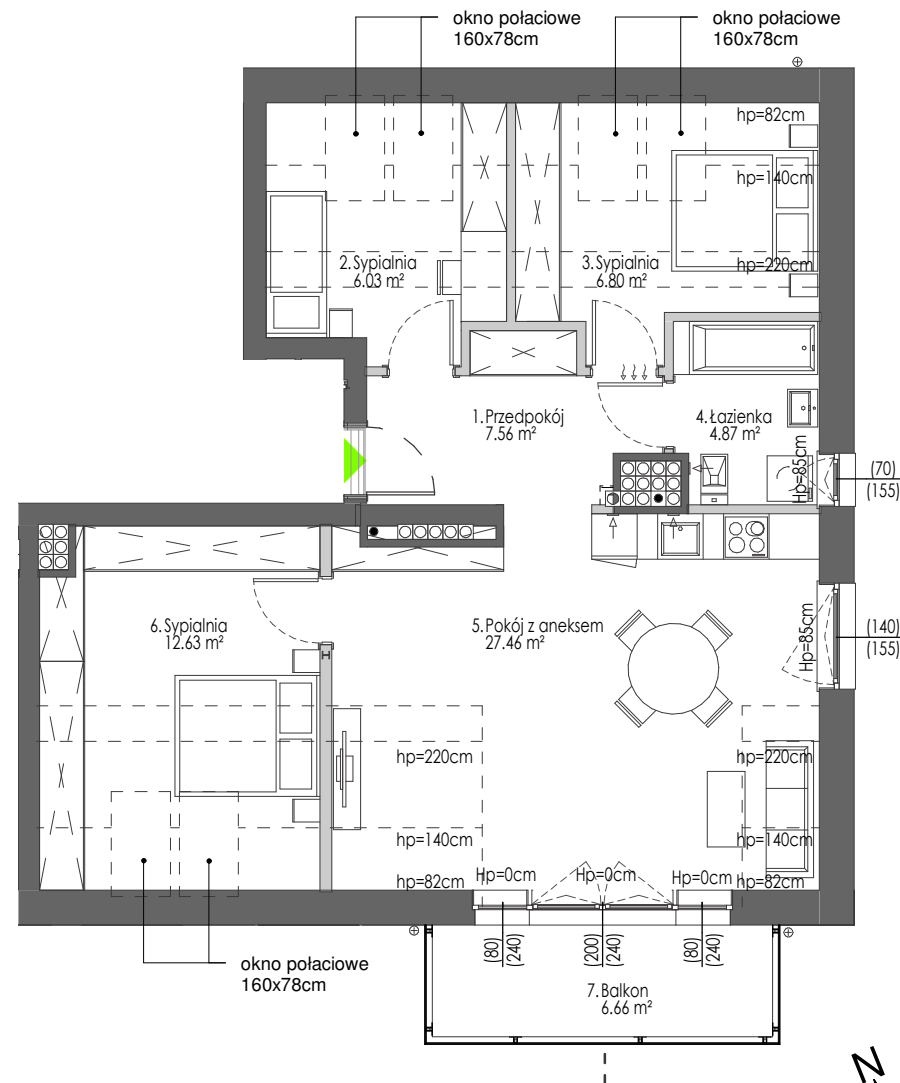 okno połaciowe
160x78cm
okno połaciowe
160x78cm
hp=82cm
hp=140cm
hp=220cm
2.Sypialnia
6.03 m²
3.Sypialnia
6.80 m²
1.Przedpokój
7.56 m²
4.Łazienka
4.87 m²
Hp=85cm
(70)
(155)
6.Sypialnia
12.63 m²
5.Pokój z aneksem
27.46 m²
Hp=85cm
(140)
(155)
hp=220cm
hp=220cm
hp=140cm
hp=140cm
hp=82cm
Hp=0cm
Hp=0cm
Hp=0cm
hp=82cm
(80)
(240)
(200)
(240)
(80)
(240)
okno połaciowe
160x78cm
7.Balkon
6.66 m²
N